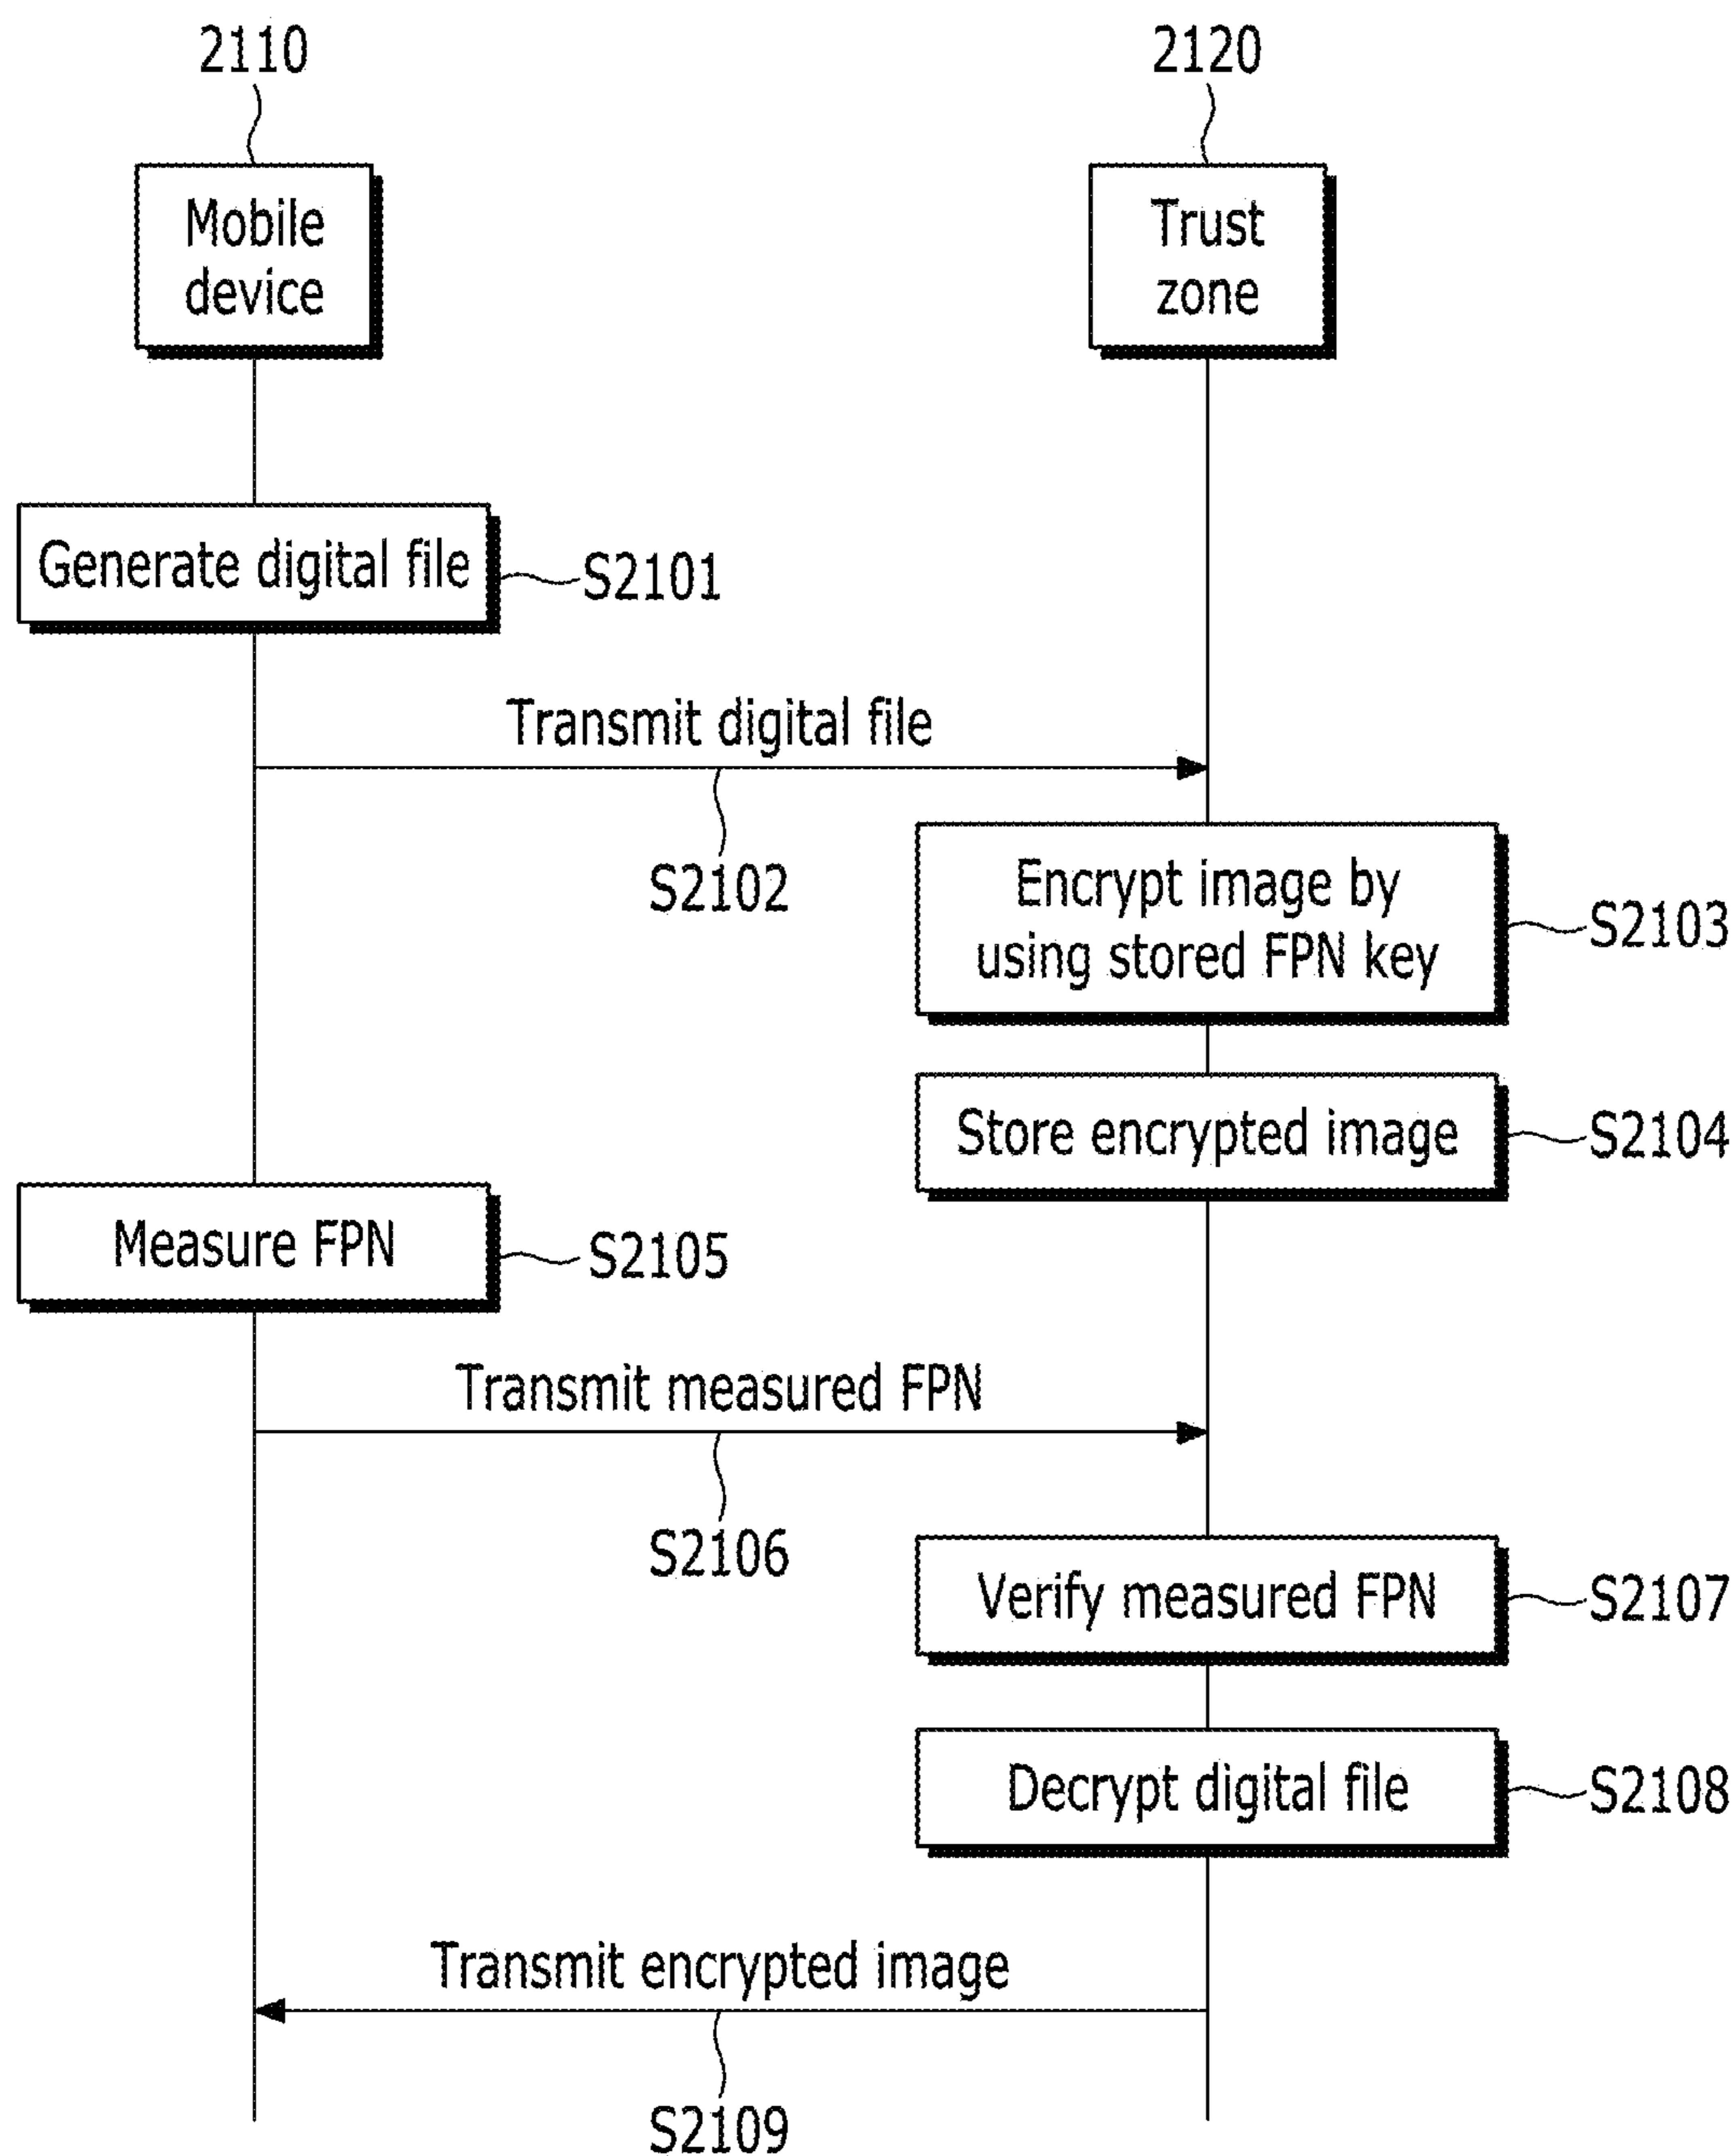 2110
2120
Mobile
device
Trust
zone
Generate digital file
S2101
Transmit digital file
S2102
Encrypt image by
using stored FPN key
S2103
Store encrypted image
S2104
Measure FPN
S2105
Transmit measured FPN
S2106
Verify measured FPN
S2107
Decrypt digital file
S2108
Transmit encrypted image
S2109